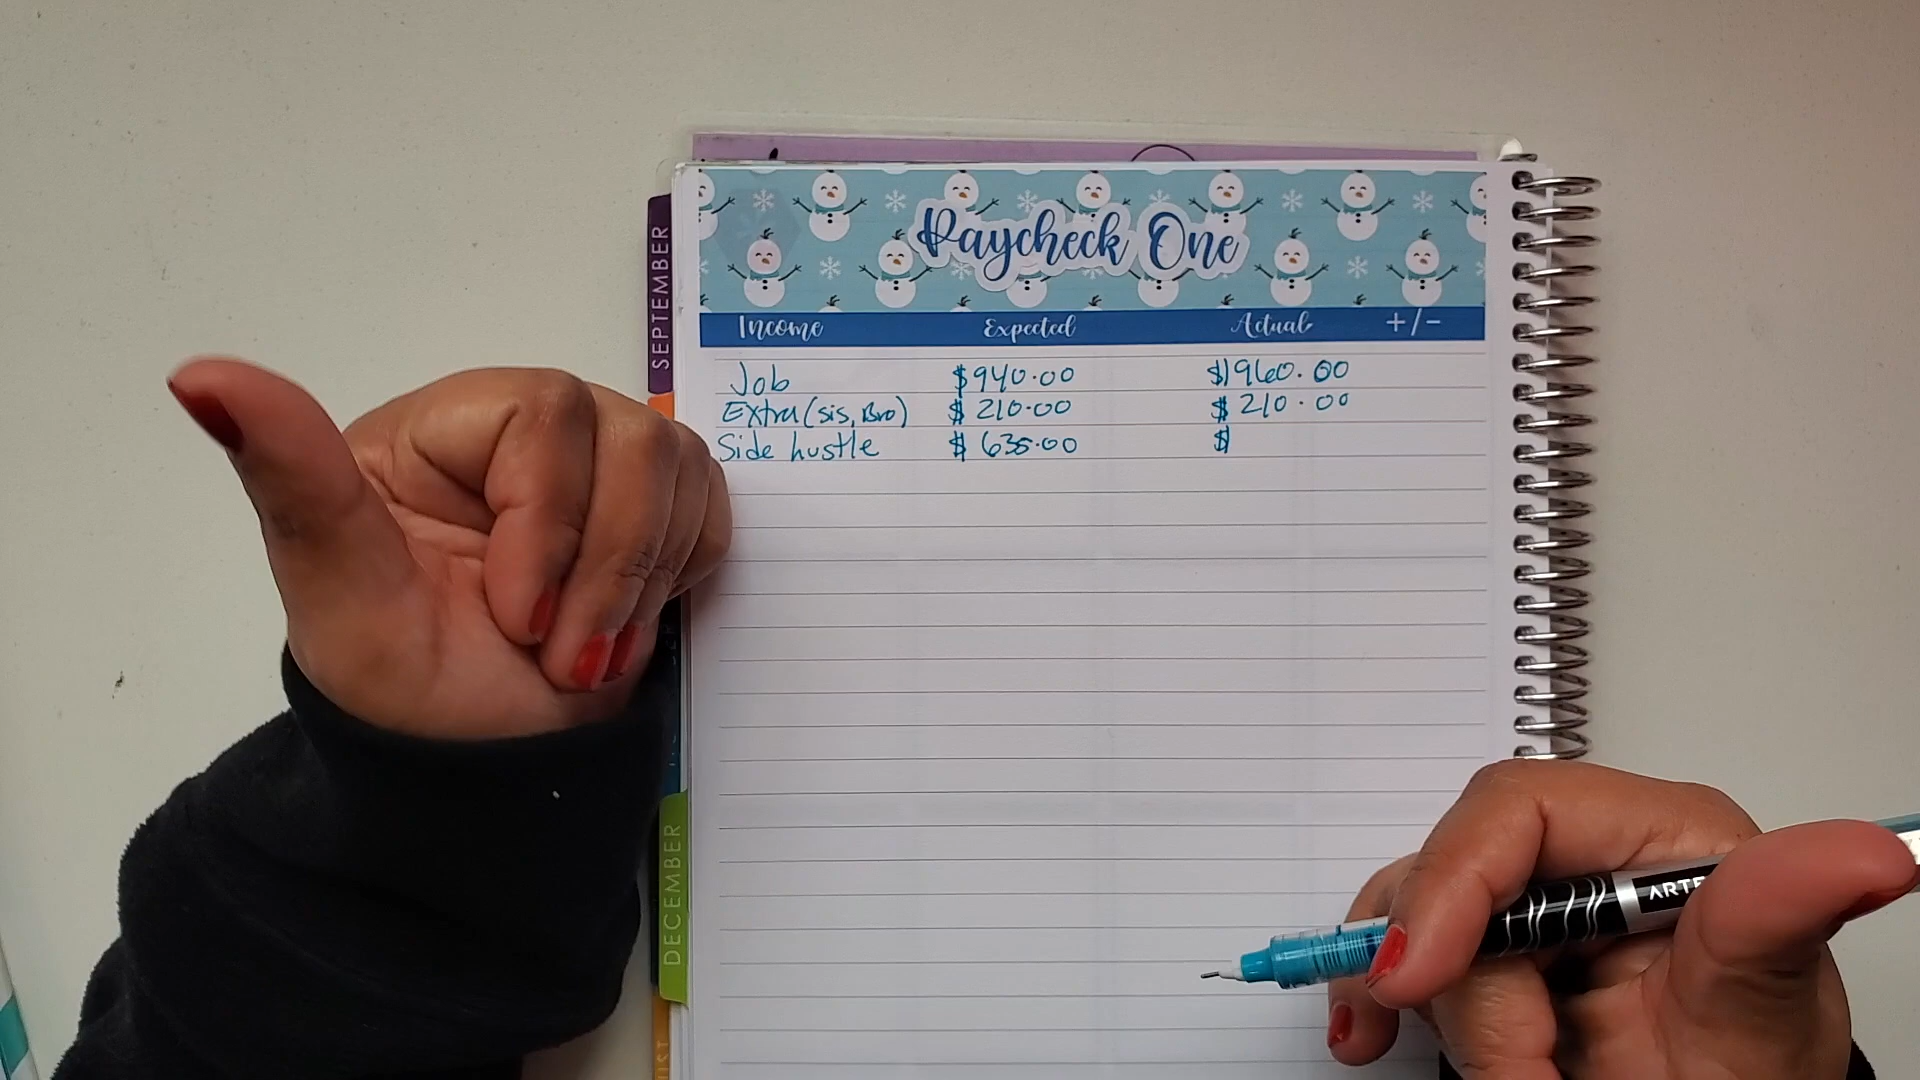 Paycheck One
Income Expected Actual +/-
Job $940.00 $1960.00
Extra (sis, Bro) $210.00 $210.00
Side hustle $635.00 $
SEPTEMBER
DECEMBER
ARTE